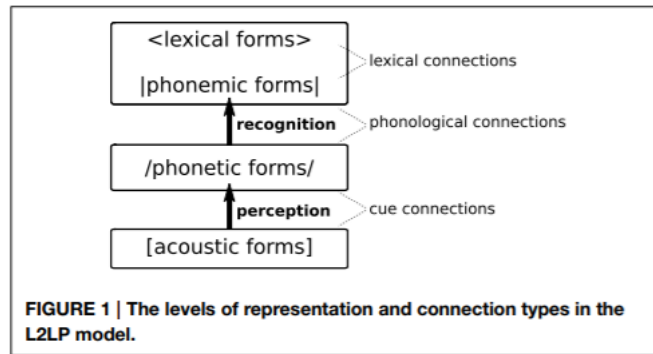 <lexical forms>
lexical connections
|phonemic forms|
recognition
phonological connections
/phonetic forms/
perception
cue connections
[acoustic forms]
FIGURE 1 | The levels of representation and connection types in the
L2LP model.